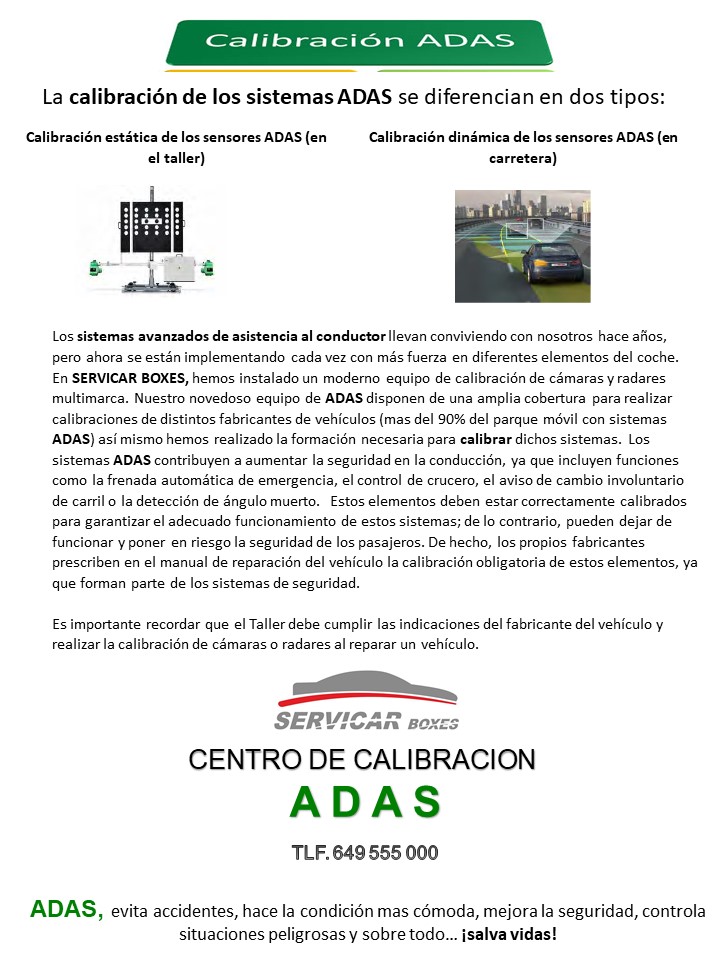 Calibración ADAS
La calibración de los sistemas ADAS se diferencian en dos tipos:
Calibración estática de los sensores ADAS (en
el taller)
Calibración dinámica de los sensores ADAS (en
carretera)
Los sistemas avanzados de asistencia al conductor llevan conviviendo con nosotros hace años,
pero ahora se están implementando cada vez con más fuerza en diferentes elementos del coche.
En SERVICAR BOXES, hemos instalado un moderno equipo de calibración de cámaras y radares
multimarca. Nuestro novedoso equipo de ADAS disponen de una amplia cobertura para realizar
calibraciones de distintos fabricantes de vehículos (mas del 90% del parque móvil con sistemas
ADAS) así mismo hemos realizado la formación necesaria para calibrar dichos sistemas. Los
sistemas ADAS contribuyen a aumentar la seguridad en la conducción, ya que incluyen funciones
como la frenada automática de emergencia, el control de crucero, el aviso de cambio involuntario
de carril o la detección de ángulo muerto. Estos elementos deben estar correctamente calibrados
para garantizar el adecuado funcionamiento de estos sistemas; de lo contrario, pueden dejar de
funcionar y poner en riesgo la seguridad de los pasajeros. De hecho, los propios fabricantes
prescriben en el manual de reparación del vehículo la calibración obligatoria de estos elementos, ya
que forman parte de los sistemas de seguridad.
Es importante recordar que el Taller debe cumplir las indicaciones del fabricante del vehículo y
realizar la calibración de cámaras o radares al reparar un vehículo.
SERVICAR BOXES
CENTRO DE CALIBRACION
ADAS
TLF. 649 555 000
ADAS, evita accidentes, hace la condición mas cómoda, mejora la seguridad, controla
situaciones peligrosas y sobre todo… ¡salva vidas!